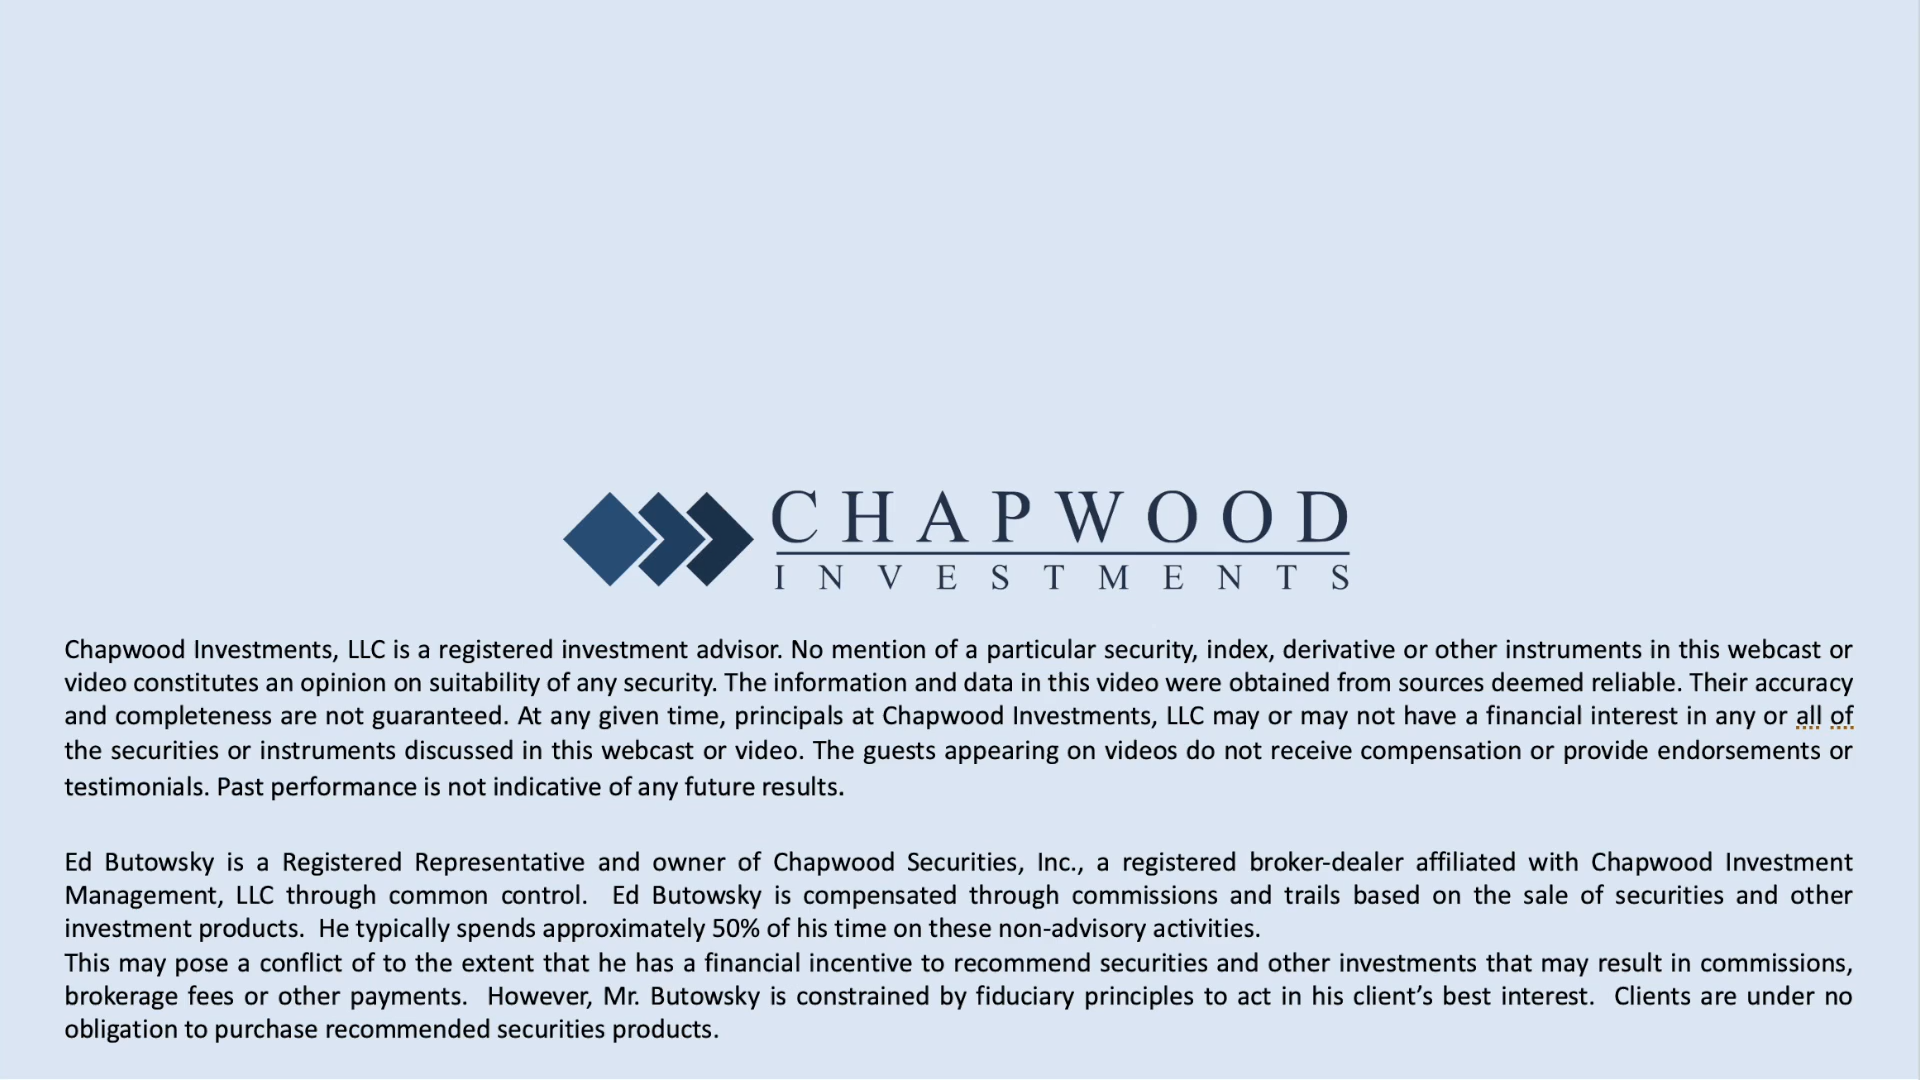 CHAPWOOD
INVESTMENTS
Chapwood Investments, LLC is a registered investment advisor. No mention of a particular security, index, derivative or other instruments in this webcast or
video constitutes an opinion on suitability of any security. The information and data in this video were obtained from sources deemed reliable. Their accuracy
and completeness are not guaranteed. At any given time, principals at Chapwood Investments, LLC may or may not have a financial interest in any or all of
the securities or instruments discussed in this webcast or video. The guests appearing on videos do not receive compensation or provide endorsements or
testimonials. Past performance is not indicative of any future results.
Ed Butowsky is a Registered Representative and owner of Chapwood Securities, Inc., a registered broker-dealer affiliated with Chapwood Investment
Management, LLC through common control.  Ed Butowsky is compensated through commissions and trails based on the sale of securities and other
investment products.  He typically spends approximately 50% of his time on these non-advisory activities.
This may pose a conflict of to the extent that he has a financial incentive to recommend securities and other investments that may result in commissions,
brokerage fees or other payments.  However, Mr. Butowsky is constrained by fiduciary principles to act in his client’s best interest.  Clients are under no
obligation to purchase recommended securities products.